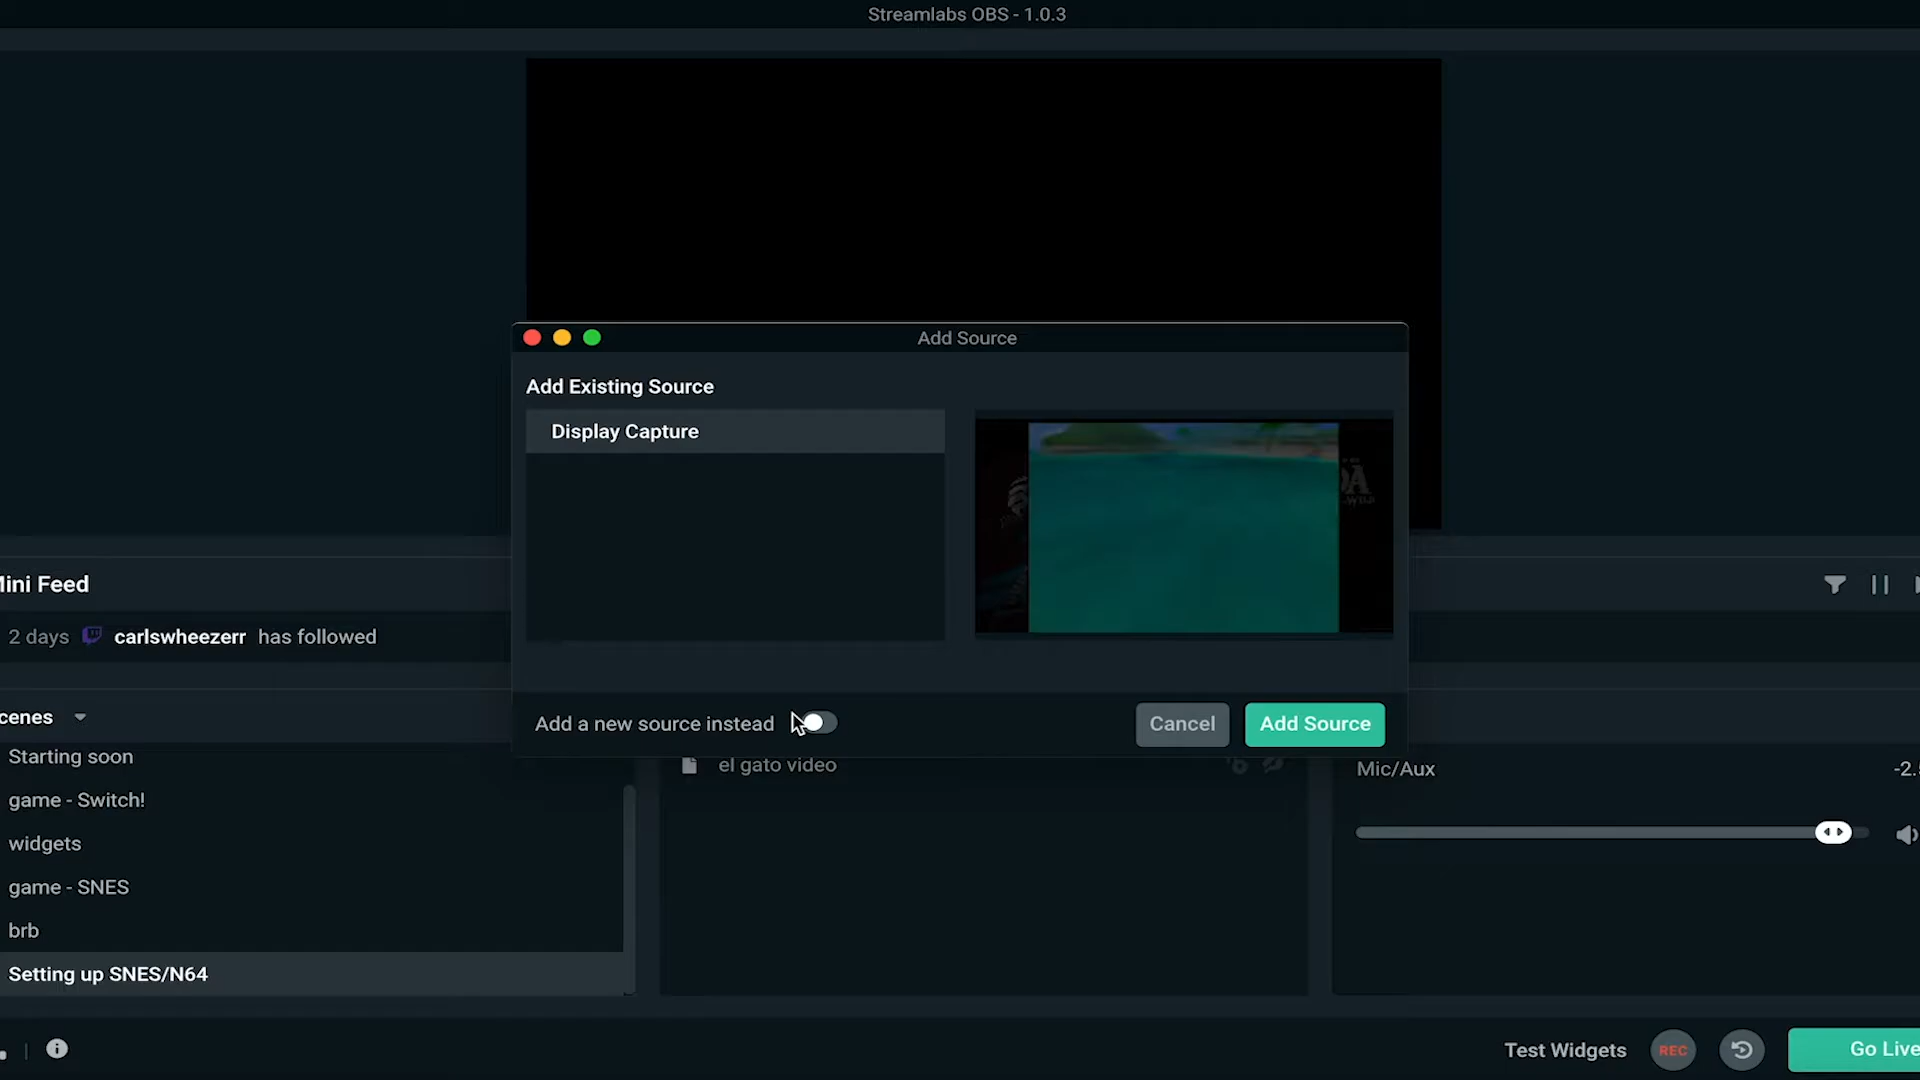 Streamlabs OBS - 1.0.3
Add Source
Add Existing Source
Display Capture
Mini Feed
2 days carlswheezerr has followed
Add a new source instead
Cancel
Add Source
cenes
Starting soon
game - Switch!
widgets
game - SNES
brb
Setting up SNES/N64
el gato video
Mic/Aux
-2.
Test Widgets
REC
Go Live